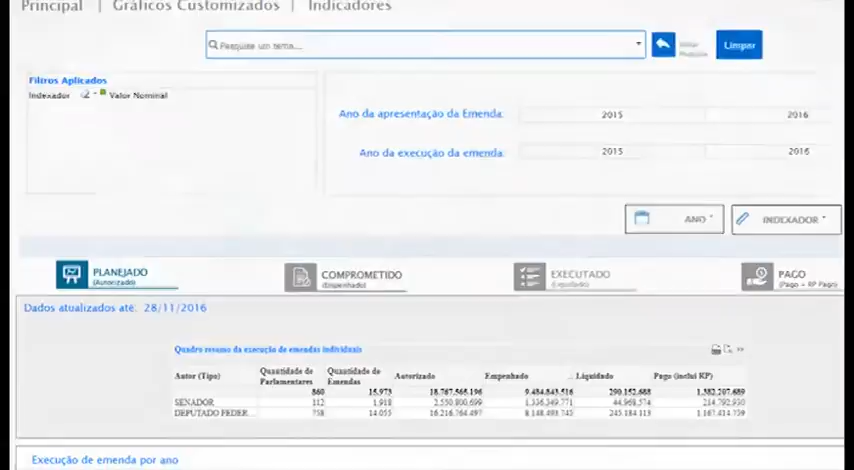 Principal | Gráficos Customizados | Indicadores
Pesquise um tema...
Limpar
Filtros Aplicados
Indexador Valor Nominal
Ano da apresentação da Emenda: 2015 2016
Ano da execução da emenda: 2015 2016
ANO
INDEXADOR
PLANEJADO
(Autorizado)
COMPROMETIDO
(Empenhado)
EXECUTADO
(Liquidado)
PAGO
(Pago + RP Pago)
Dados atualizados até: 28/11/2016
Quadro resumo da execução de emendas individuais
Autor (Tipo) Quantidade de Parlamentares Quantidade de Emendas Autorizado Empenhado Liquidado Pago (inclui RP)
860 15.973 18.767.565.196 9.484.843.516 290.152.688 1.382.207.689
SENADOR 112 1.918 2.550.800.699 1.336.349.771 44.968.574 214.792.930
DEPUTADO FEDER... 758 14.055 16.216.764.497 8.148.493.745 245.184.113 1.167.414.759
Execução de emenda por ano